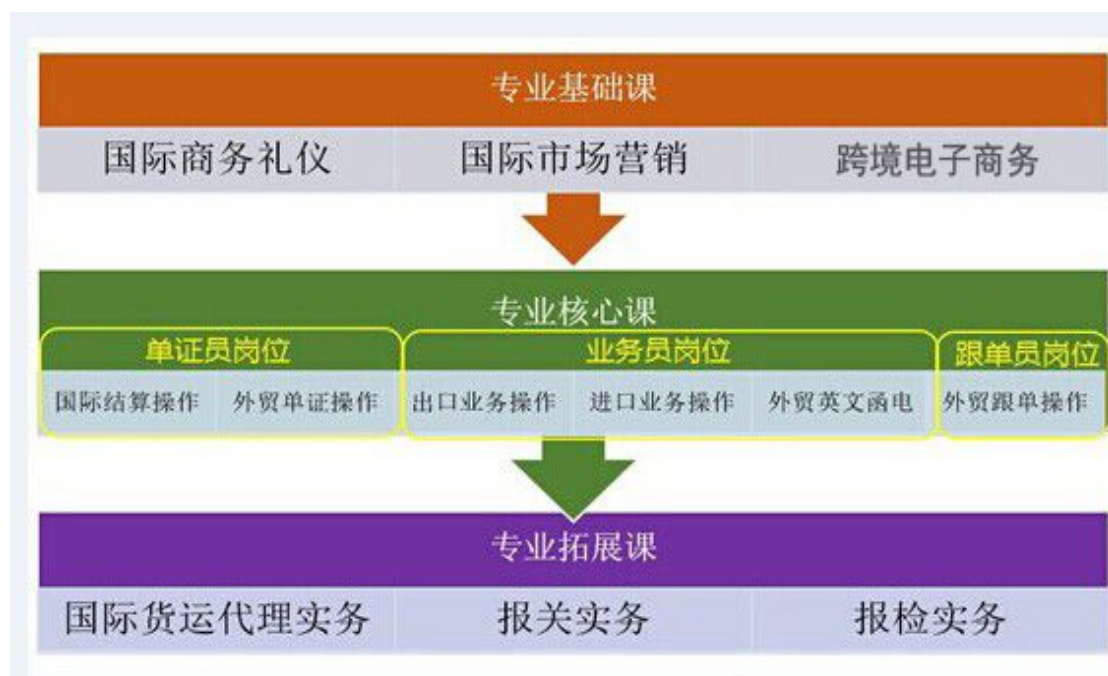 专业基础课
国际商务礼仪 国际市场营销 跨境电子商务
专业核心课
单证员岗位 业务员岗位 跟单员岗位
国际结算操作 外贸单证操作 出口业务操作 进口业务操作 外贸英文函电 外贸跟单操作
专业拓展课
国际货运代理实务 报关实务 报检实务